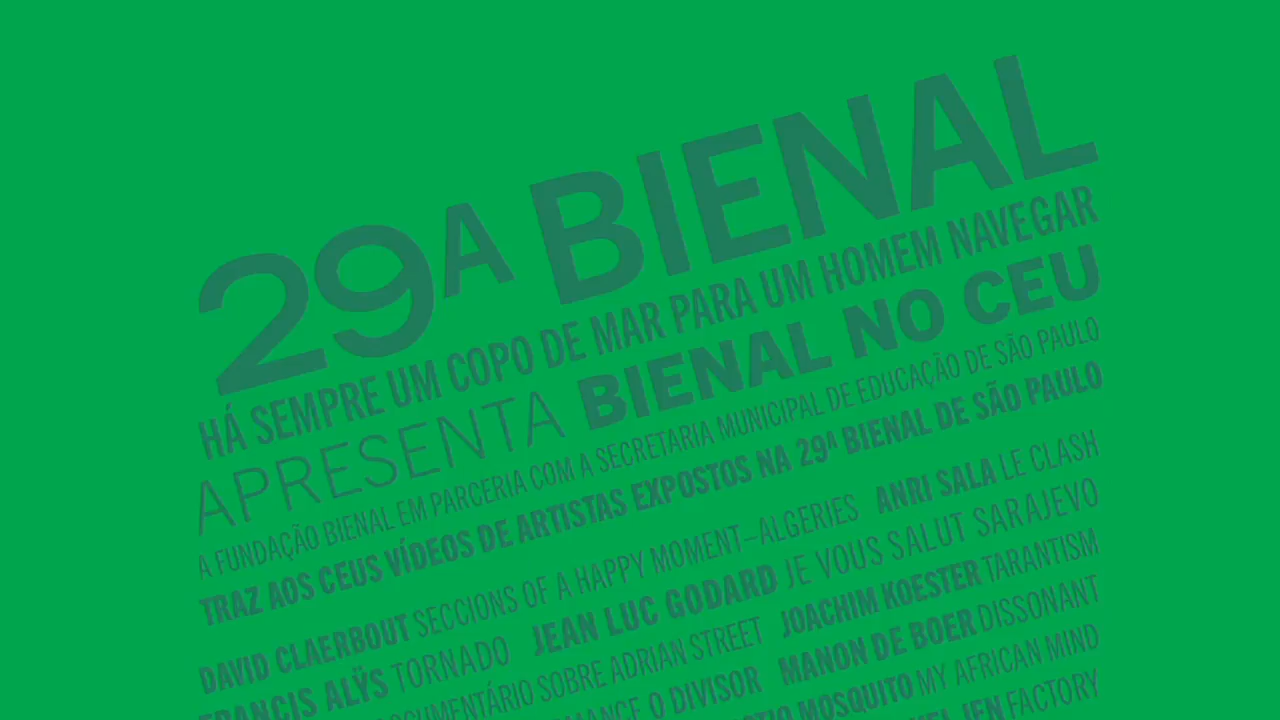 29A BIENAL
HÁ SEMPRE UM COPO DE MAR PARA UM HOMEM NAVEGAR
APRESENTA BIENAL NO CEU
A FUNDAÇÃO BIENAL EM PARCERIA COM A SECRETARIA MUNICIPAL DE EDUCAÇÃO DE SÃO PAULO
TRAZ AOS CEUS VÍDEOS DE ARTISTAS EXPOSTOS NA 29ª BIENAL DE SÃO PAULO
DAVID CLAERBOUT SECCIONS OF A HAPPY MOMENT–ALGERIES ANRI SALA LE CLASH
FRANCIS ALŸS TORNADO JEAN LUC GODARD JE VOUS SALUT SARAJEVO
DOCUMENTÁRIO SOBRE ADRIAN STREET JOACHIM KOESTER TARANTISM
O DIVISOR MANON DE BOER DISSONANT
MOSQUITO MY AFRICAN MIND
FACTORY